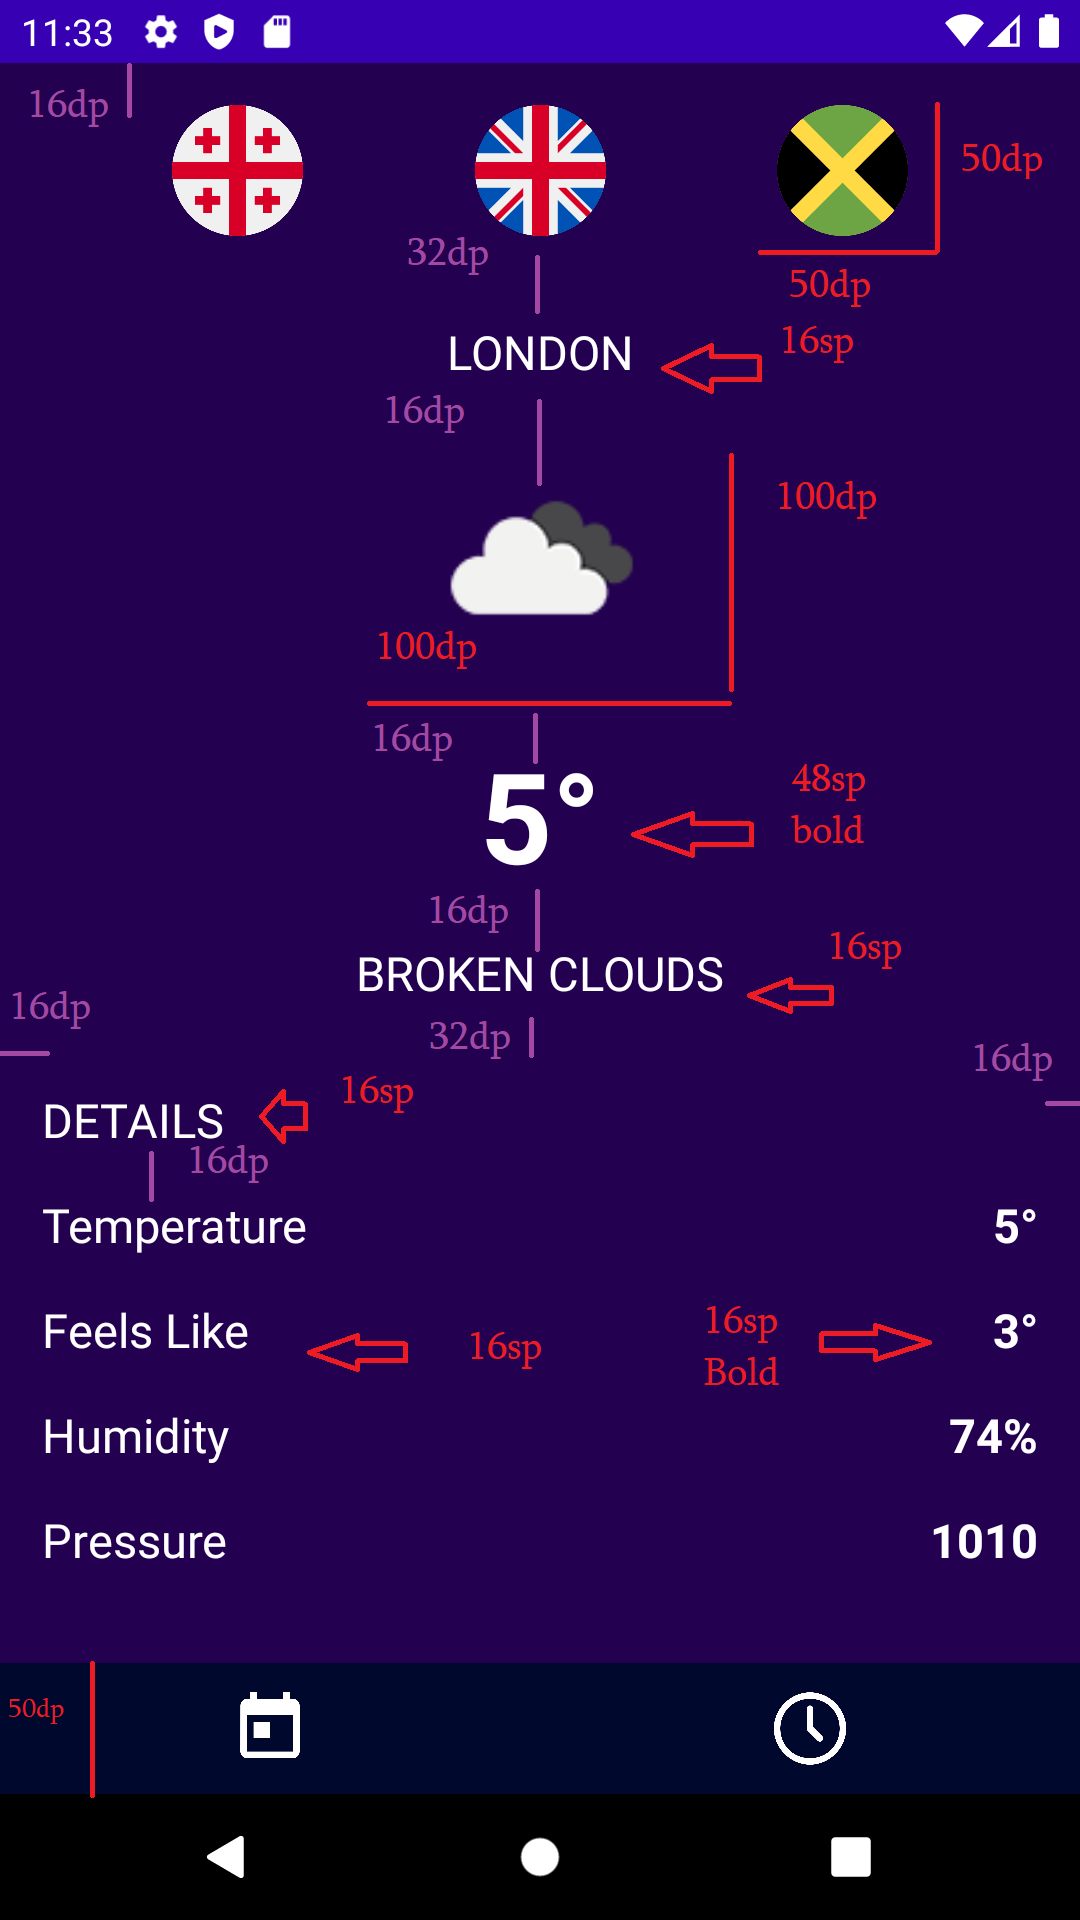 11:33
16dp
50dp
32dp
50dp
LONDON
16sp
16dp
100dp
100dp
16dp
5°
48sp
bold
16dp
BROKEN CLOUDS
16sp
16dp
32dp
16dp
DETAILS
16sp
16dp
Temperature 5°
Feels Like 3°
16sp
16sp
Bold
Humidity 74%
Pressure 1010
50dp